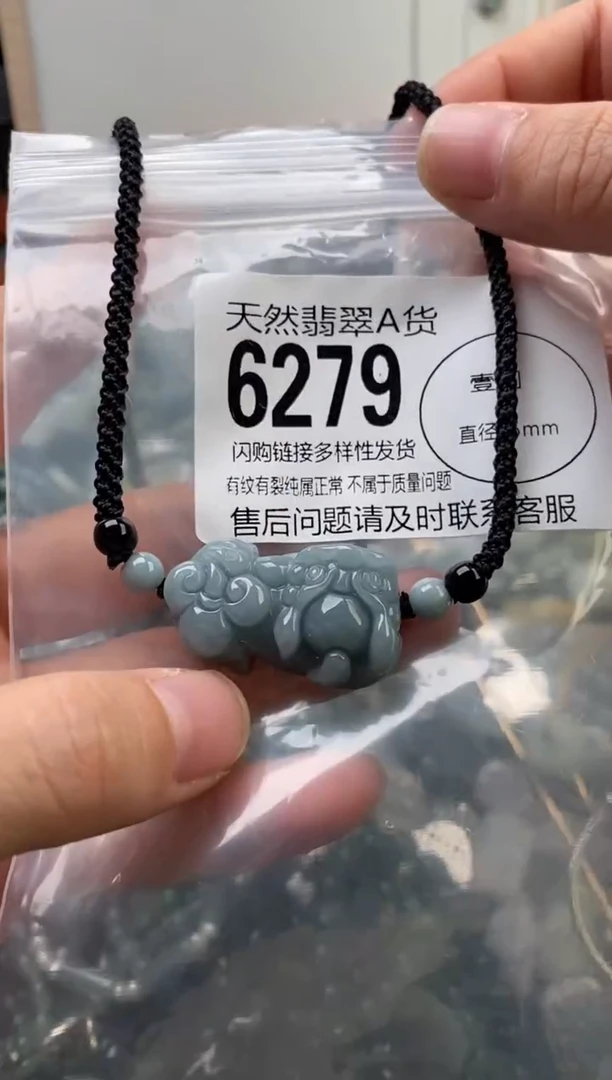 天然翡翠A货
6279
闪购链接多样性发货
有纹有裂纯属正常 不属于质量问题
售后问题请及时联系客服
壹
直径 mm